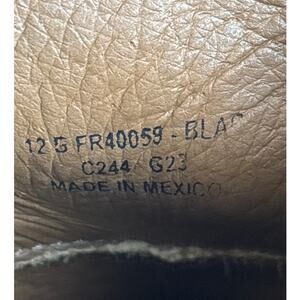 12 G FR40059 - BLAC
C244 / G23
MADE IN MEXICO